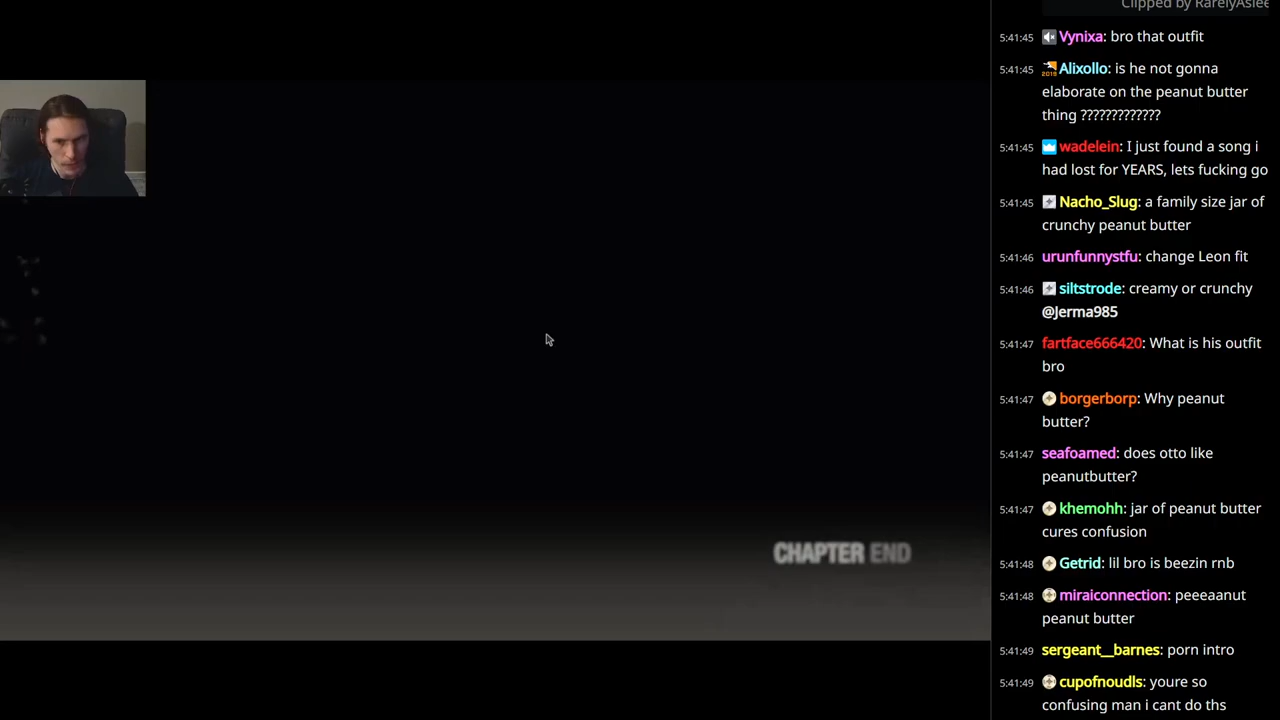 Clipped by RarelyAslee
5:41:45 Vynixa: bro that outfit
5:41:45 2019 Alixollo: is he not gonna
elaborate on the peanut butter
thing ?????????????
5:41:45 wadelein: I just found a song i
had lost for YEARS, lets fucking go
5:41:45 Nacho_Slug: a family size jar of
crunchy peanut butter
5:41:46 urunfunnystfu: change Leon fit
5:41:46 siltstrode: creamy or crunchy
@Jerma985
5:41:47 fartface666420: What is his outfit
bro
5:41:47 borgerborp: Why peanut
butter?
5:41:47 seafoamed: does otto like
peanutbutter?
5:41:47 khemohh: jar of peanut butter
cures confusion
CHAPTER END
5:41:48 Getrid: lil bro is beezin rnb
5:41:48 miraiconnection: peeeaanut
peanut butter
5:41:49 sergeant__barnes: porn intro
5:41:49 cupofnoudls: youre so
confusing man i cant do ths